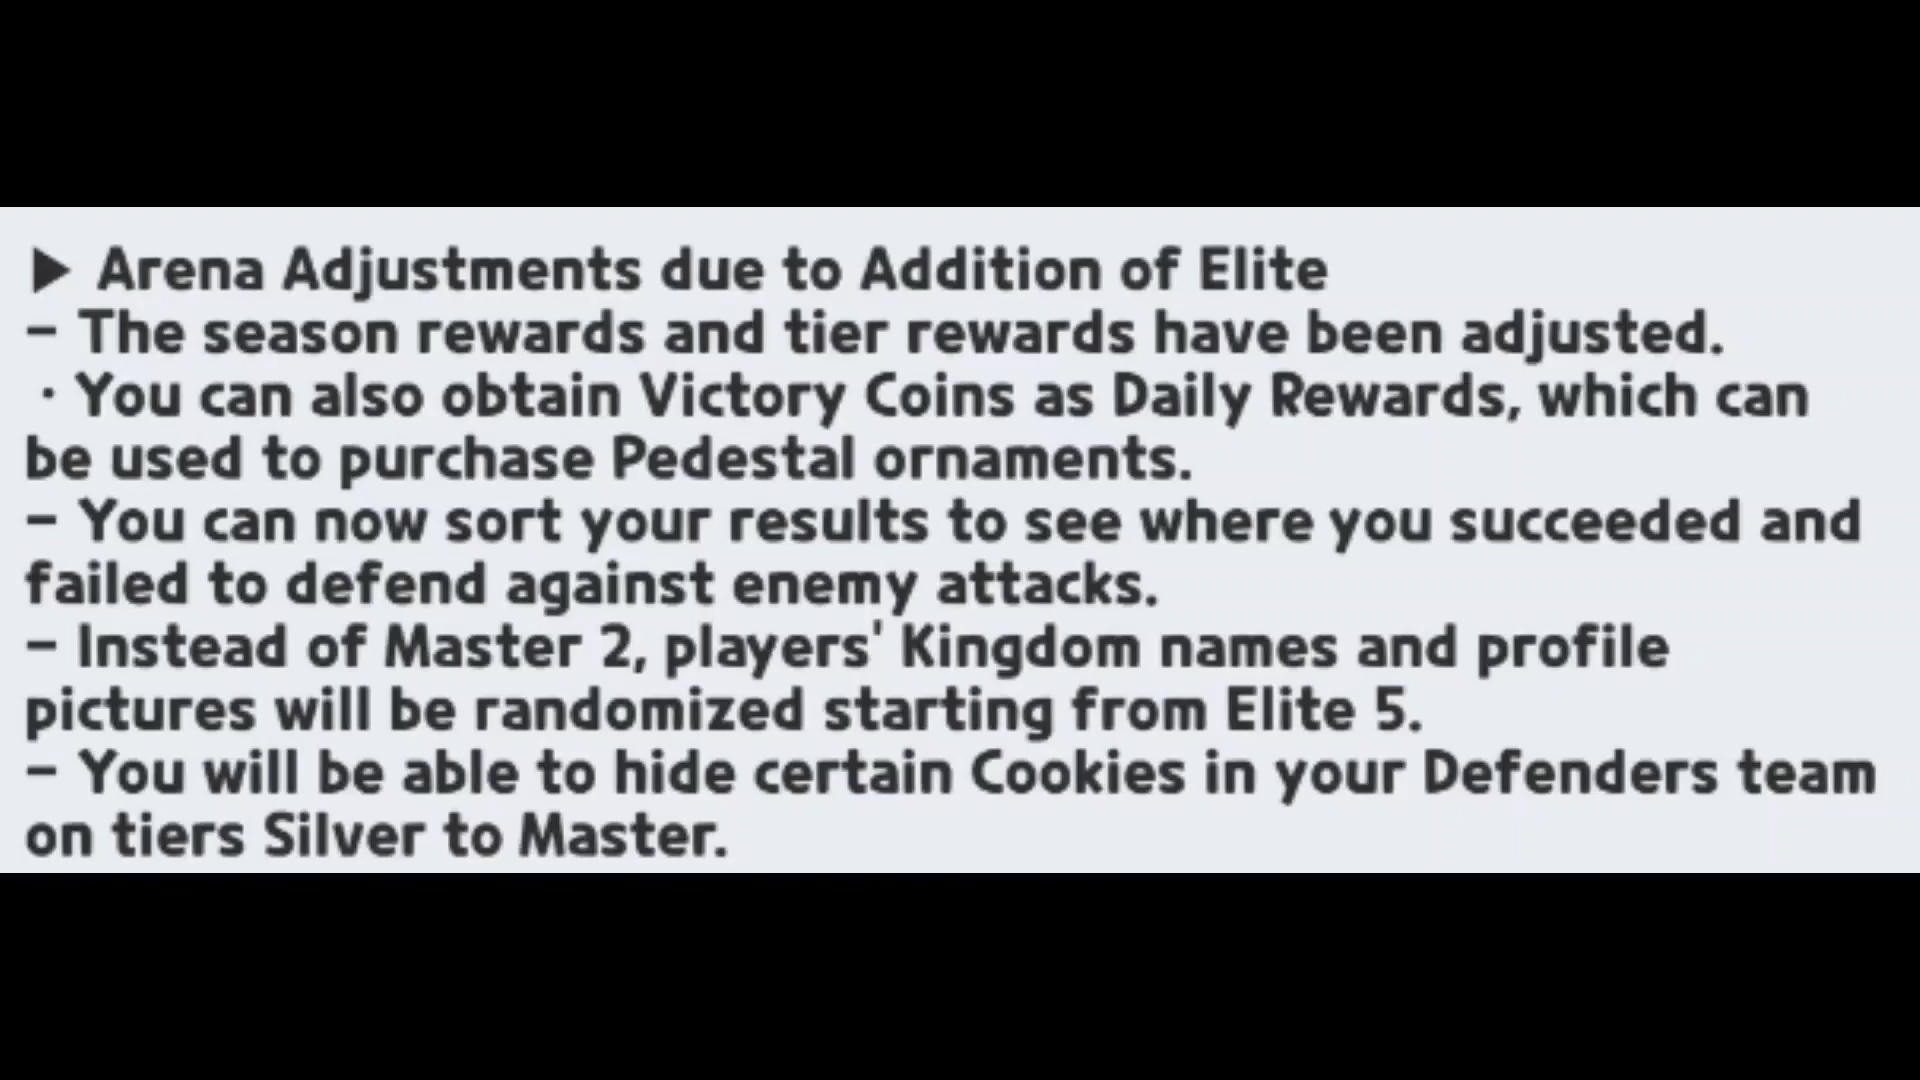 ▶ Arena Adjustments due to Addition of Elite
– The season rewards and tier rewards have been adjusted.
· You can also obtain Victory Coins as Daily Rewards, which can
be used to purchase Pedestal ornaments.
– You can now sort your results to see where you succeeded and
failed to defend against enemy attacks.
– Instead of Master 2, players' Kingdom names and profile
pictures will be randomized starting from Elite 5.
– You will be able to hide certain Cookies in your Defenders team
on tiers Silver to Master.